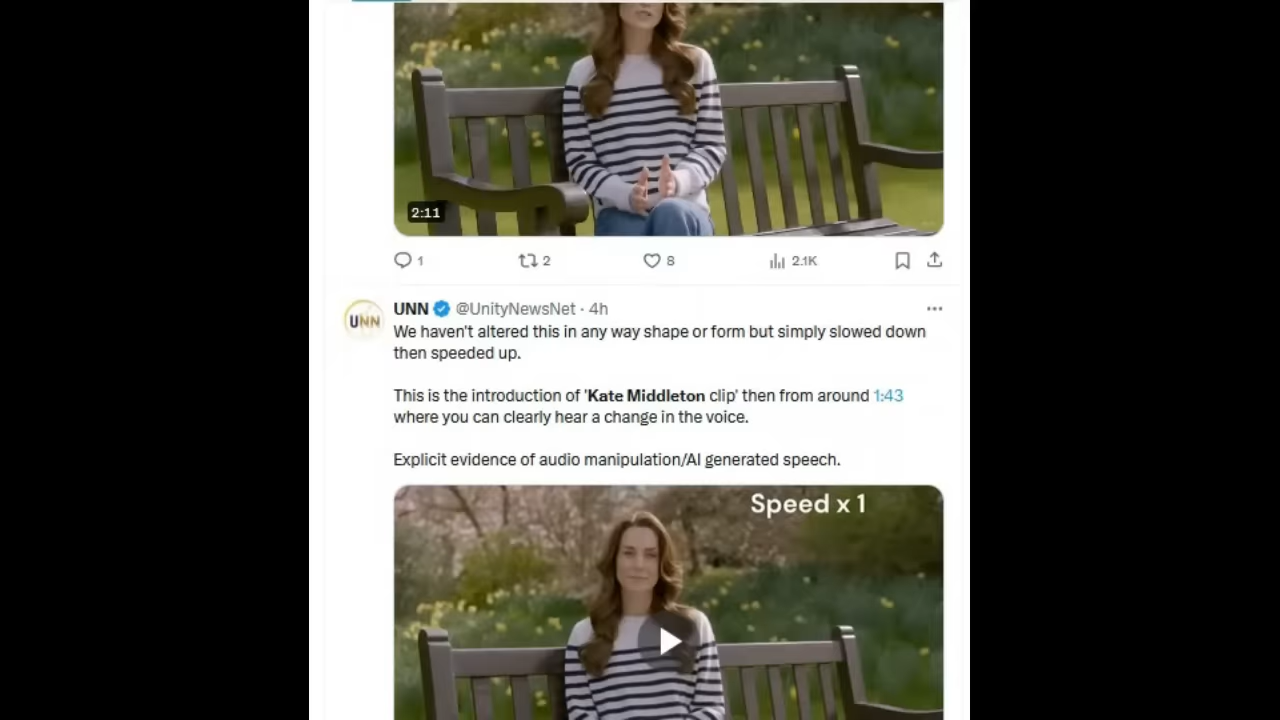 2:11
1 2 8 2.1K
UNN @UnityNewsNet · 4h
UNN
We haven't altered this in any way shape or form but simply slowed down
then speeded up.
This is the introduction of 'Kate Middleton clip' then from around 1:43
where you can clearly hear a change in the voice.
Explicit evidence of audio manipulation/AI generated speech.
Speed x 1